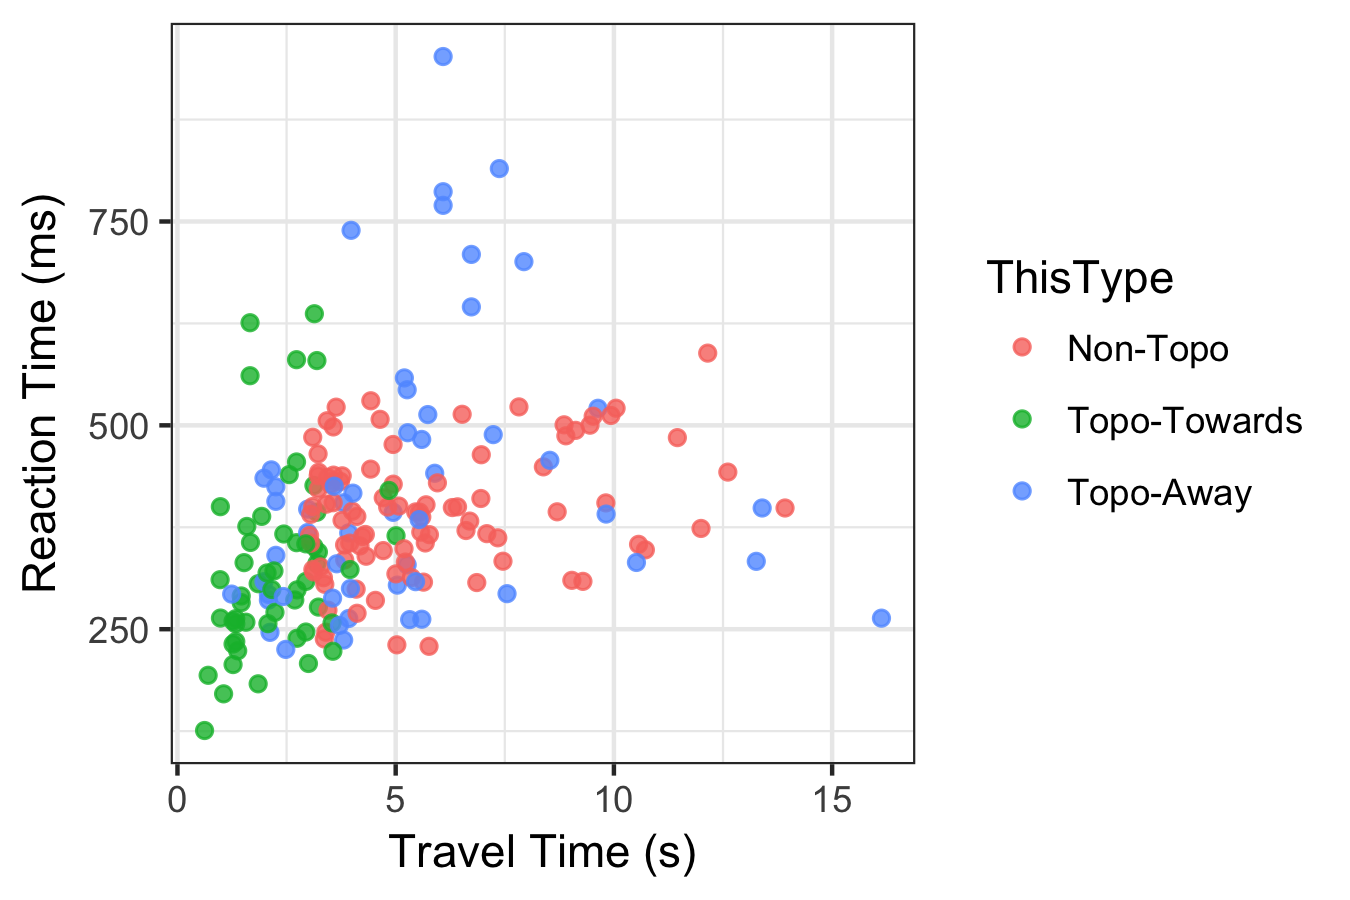 Reaction Time (ms)
750
500
250
0 5 10 15
Travel Time (s)
ThisType
Non-Topo
Topo-Towards
Topo-Away